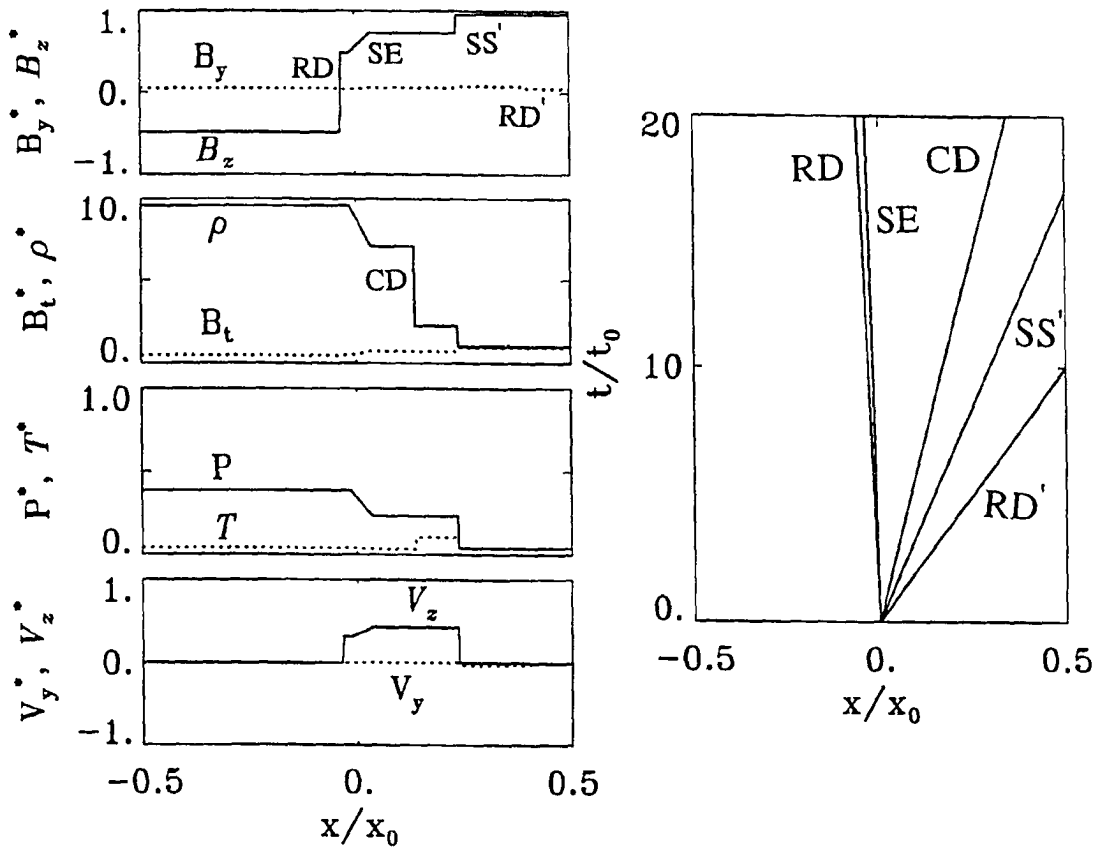 B_y^*, B_z^*
1.
0.
-1.
B_y
RD
SE
SS'
RD'
B_z
B_t^*, ρ^*
10.
0.
ρ
CD
B_t
P^*, T^*
1.0
0.
P
T
V_y^*, V_z^*
1.
0.
-1.
V_z
V_y
-0.5 0. 0.5
x/x_0
t/t_0
20
10
0.
RD
SE
CD
SS'
RD'
-0.5 0. 0.5
x/x_0